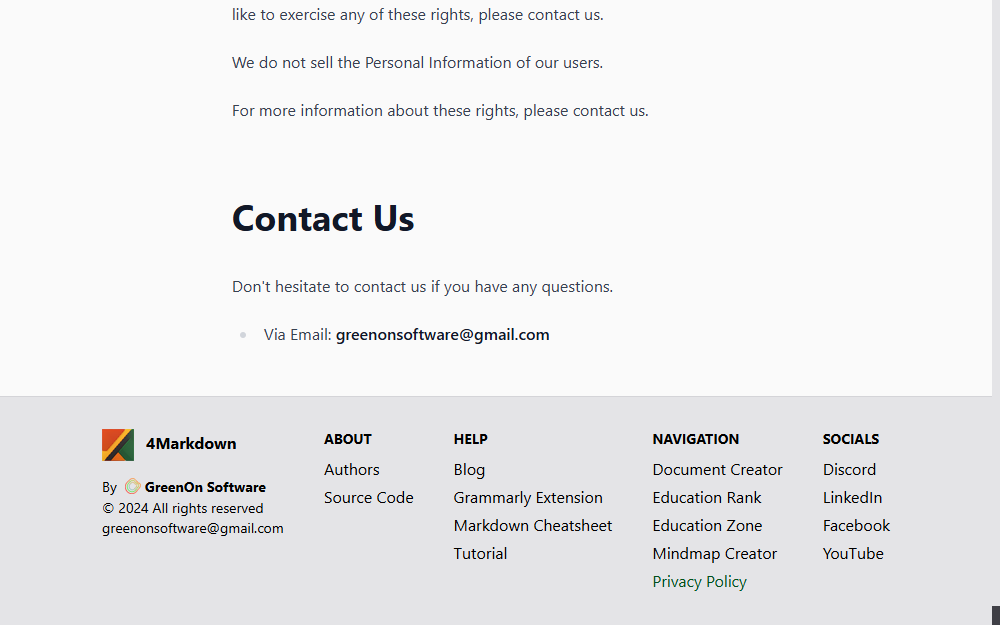 like to exercise any of these rights, please contact us.
We do not sell the Personal Information of our users.
For more information about these rights, please contact us.
Contact Us
Don't hesitate to contact us if you have any questions.
Via Email: greenonsoftware@gmail.com
4Markdown
By GreenOn Software
© 2024 All rights reserved
greenonsoftware@gmail.com
ABOUT
Authors
Source Code
HELP
Blog
Grammarly Extension
Markdown Cheatsheet
Tutorial
NAVIGATION
Document Creator
Education Rank
Education Zone
Mindmap Creator
Privacy Policy
SOCIALS
Discord
LinkedIn
Facebook
YouTube